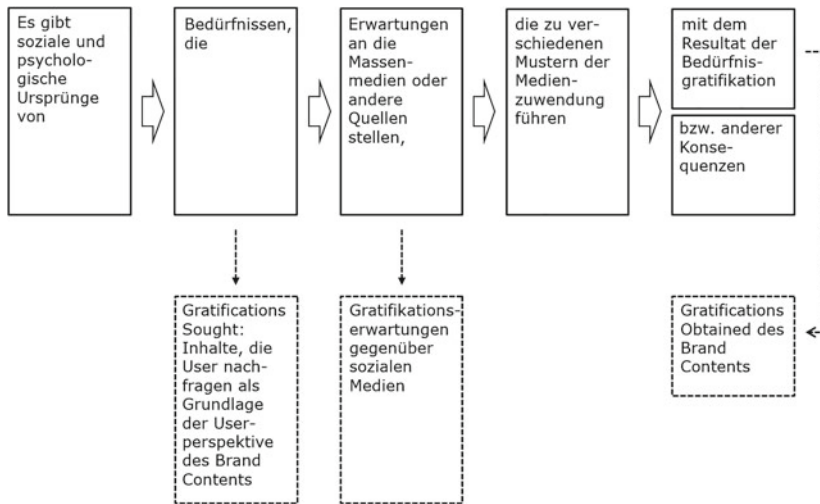 Es gibt
soziale und
psycholo-
gische
Ursprünge
von
Bedürfnissen,
die
Erwartungen
an die
Massen-
medien oder
andere
Quellen
stellen,
die zu ver-
schiedenen
Mustern der
Medien-
zuwendung
führen
mit dem
Resultat der
Bedürfnis-
gratifikation
bzw. anderer
Konse-
quenzen
Gratifications
Sought:
Inhalte, die
User nach-
fragen als
Grundlage
der User-
perspektive
des Brand
Contents
Gratifikations-
erwartungen
gegenüber
sozialen
Medien
Gratifications
Obtained des
Brand
Contents